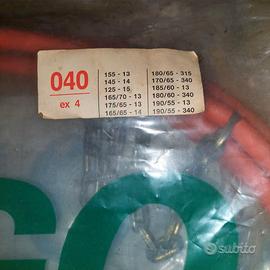 040
ex 4
155 - 13
145 - 14
125 - 15
165/70 - 13
175/65 - 13
165/65 - 14
180/65 - 315
170/65 - 340
185/60 - 13
180/60 - 340
190/55 - 13
190/55 - 340
GO
subito